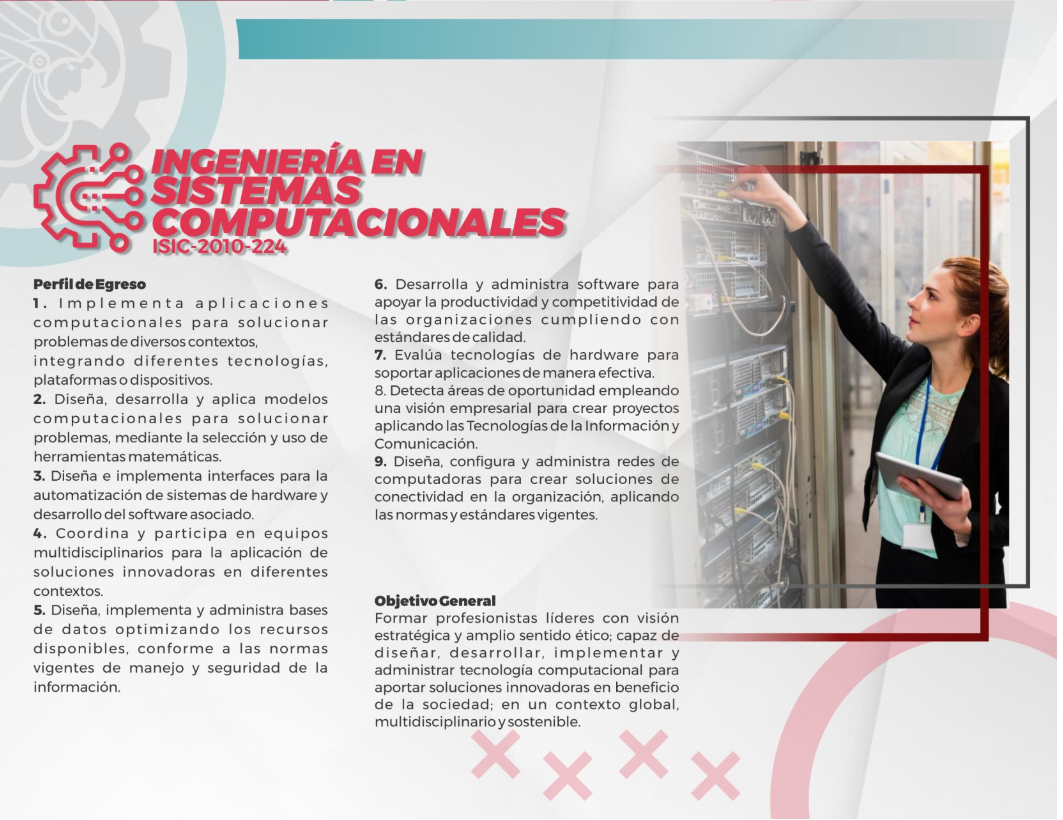 INGENIERÍA EN
SISTEMAS
COMPUTACIONALES
ISIC-2010-224
Perfil de Egreso
1. Implementa aplicaciones
computacionales para solucionar
problemas de diversos contextos,
integrando diferentes tecnologías,
plataformas o dispositivos.
2. Diseña, desarrolla y aplica modelos
computacionales para solucionar
problemas, mediante la selección y uso de
herramientas matemáticas.
3. Diseña e implementa interfaces para la
automatización de sistemas de hardware y
desarrollo del software asociado.
4. Coordina y participa en equipos
multidisciplinarios para la aplicación de
soluciones innovadoras en diferentes
contextos.
5. Diseña, implementa y administra bases
de datos optimizando los recursos
disponibles, conforme a las normas
vigentes de manejo y seguridad de la
información.
6. Desarrolla y administra software para
apoyar la productividad y competitividad de
las organizaciones cumpliendo con
estándares de calidad.
7. Evalúa tecnologías de hardware para
soportar aplicaciones de manera efectiva.
8. Detecta áreas de oportunidad empleando
una visión empresarial para crear proyectos
aplicando las Tecnologías de la Información y
Comunicación.
9. Diseña, configura y administra redes de
computadoras para crear soluciones de
conectividad en la organización, aplicando
las normas y estándares vigentes.
Objetivo General
Formar profesionistas líderes con visión
estratégica y amplio sentido ético; capaz de
diseñar, desarrollar, implementar y
administrar tecnología computacional para
aportar soluciones innovadoras en beneficio
de la sociedad; en un contexto global,
multidisciplinario y sostenible.